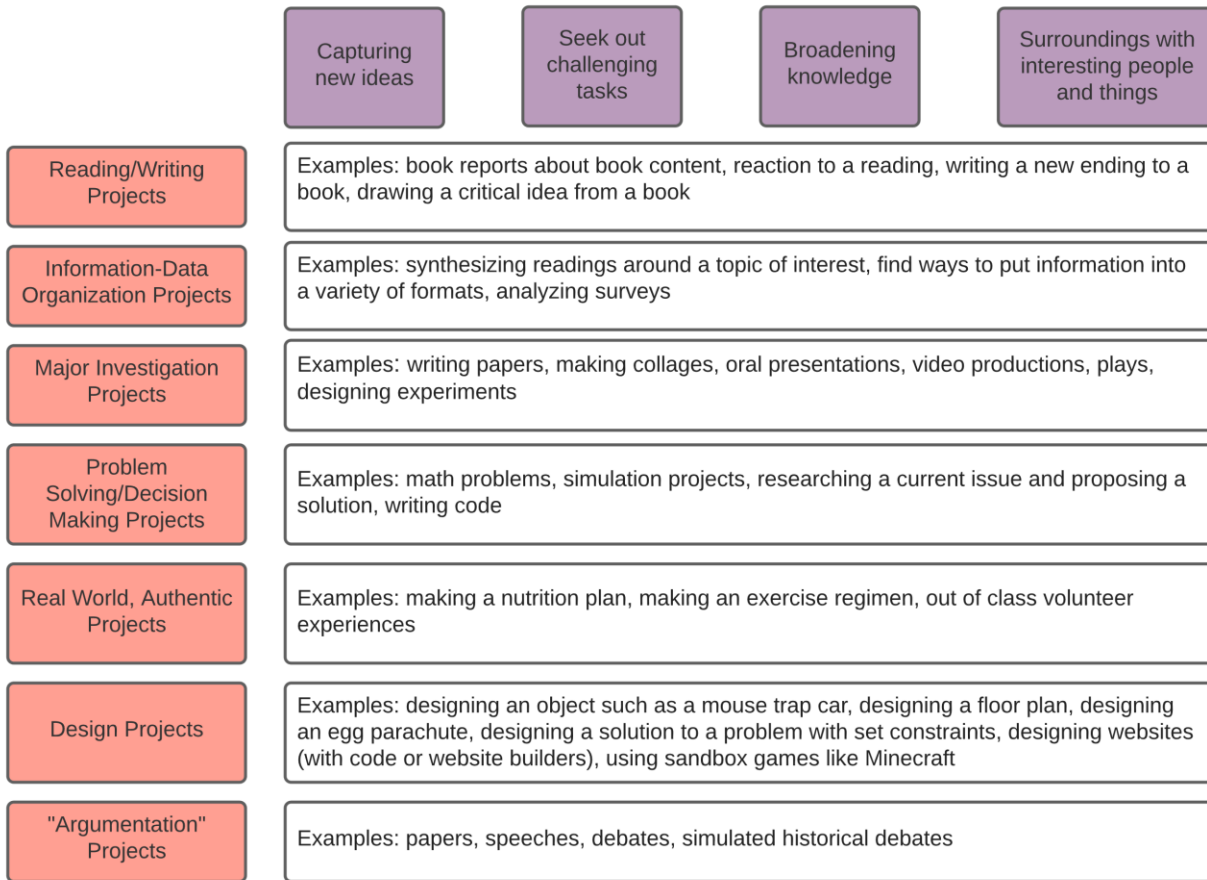 Capturing
new ideas
Seek out
challenging
tasks
Broadening
knowledge
Surroundings with
interesting people
and things
Reading/Writing
Projects
Examples: book reports about book content, reaction to a reading, writing a new ending to a
book, drawing a critical idea from a book
Information-Data
Organization Projects
Examples: synthesizing readings around a topic of interest, find ways to put information into
a variety of formats, analyzing surveys
Major Investigation
Projects
Examples: writing papers, making collages, oral presentations, video productions, plays,
designing experiments
Problem
Solving/Decision
Making Projects
Examples: math problems, simulation projects, researching a current issue and proposing a
solution, writing code
Real World, Authentic
Projects
Examples: making a nutrition plan, making an exercise regimen, out of class volunteer
experiences
Design Projects
Examples: designing an object such as a mouse trap car, designing a floor plan, designing
an egg parachute, designing a solution to a problem with set constraints, designing websites
(with code or website builders), using sandbox games like Minecraft
"Argumentation"
Projects
Examples: papers, speeches, debates, simulated historical debates